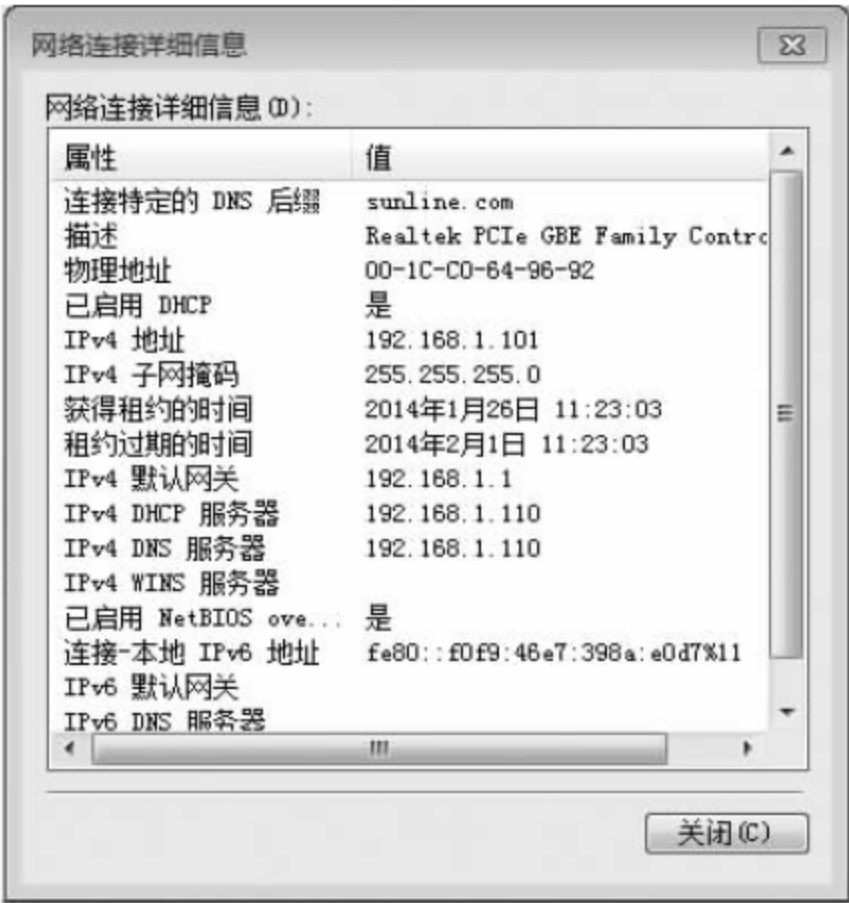 网络连接详细信息
网络连接详细信息(D):
属性 值
连接特定的 DNS 后缀 sunline.com
描述 Realtek PCIe GBE Family Contro
物理地址 00-1C-C0-64-96-92
已启用 DHCP 是
IPv4 地址 192.168.1.101
IPv4 子网掩码 255.255.255.0
获得租约的时间 2014年1月26日 11:23:03
租约过期的时间 2014年2月1日 11:23:03
IPv4 默认网关 192.168.1.1
IPv4 DHCP 服务器 192.168.1.110
IPv4 DNS 服务器 192.168.1.110
IPv4 WINS 服务器
已启用 NetBIOS ove... 是
连接-本地 IPv6 地址 fe80::f0f9:46e7:398a:e0d7%11
IPv6 默认网关
IPv6 DNS 服务器
关闭(C)